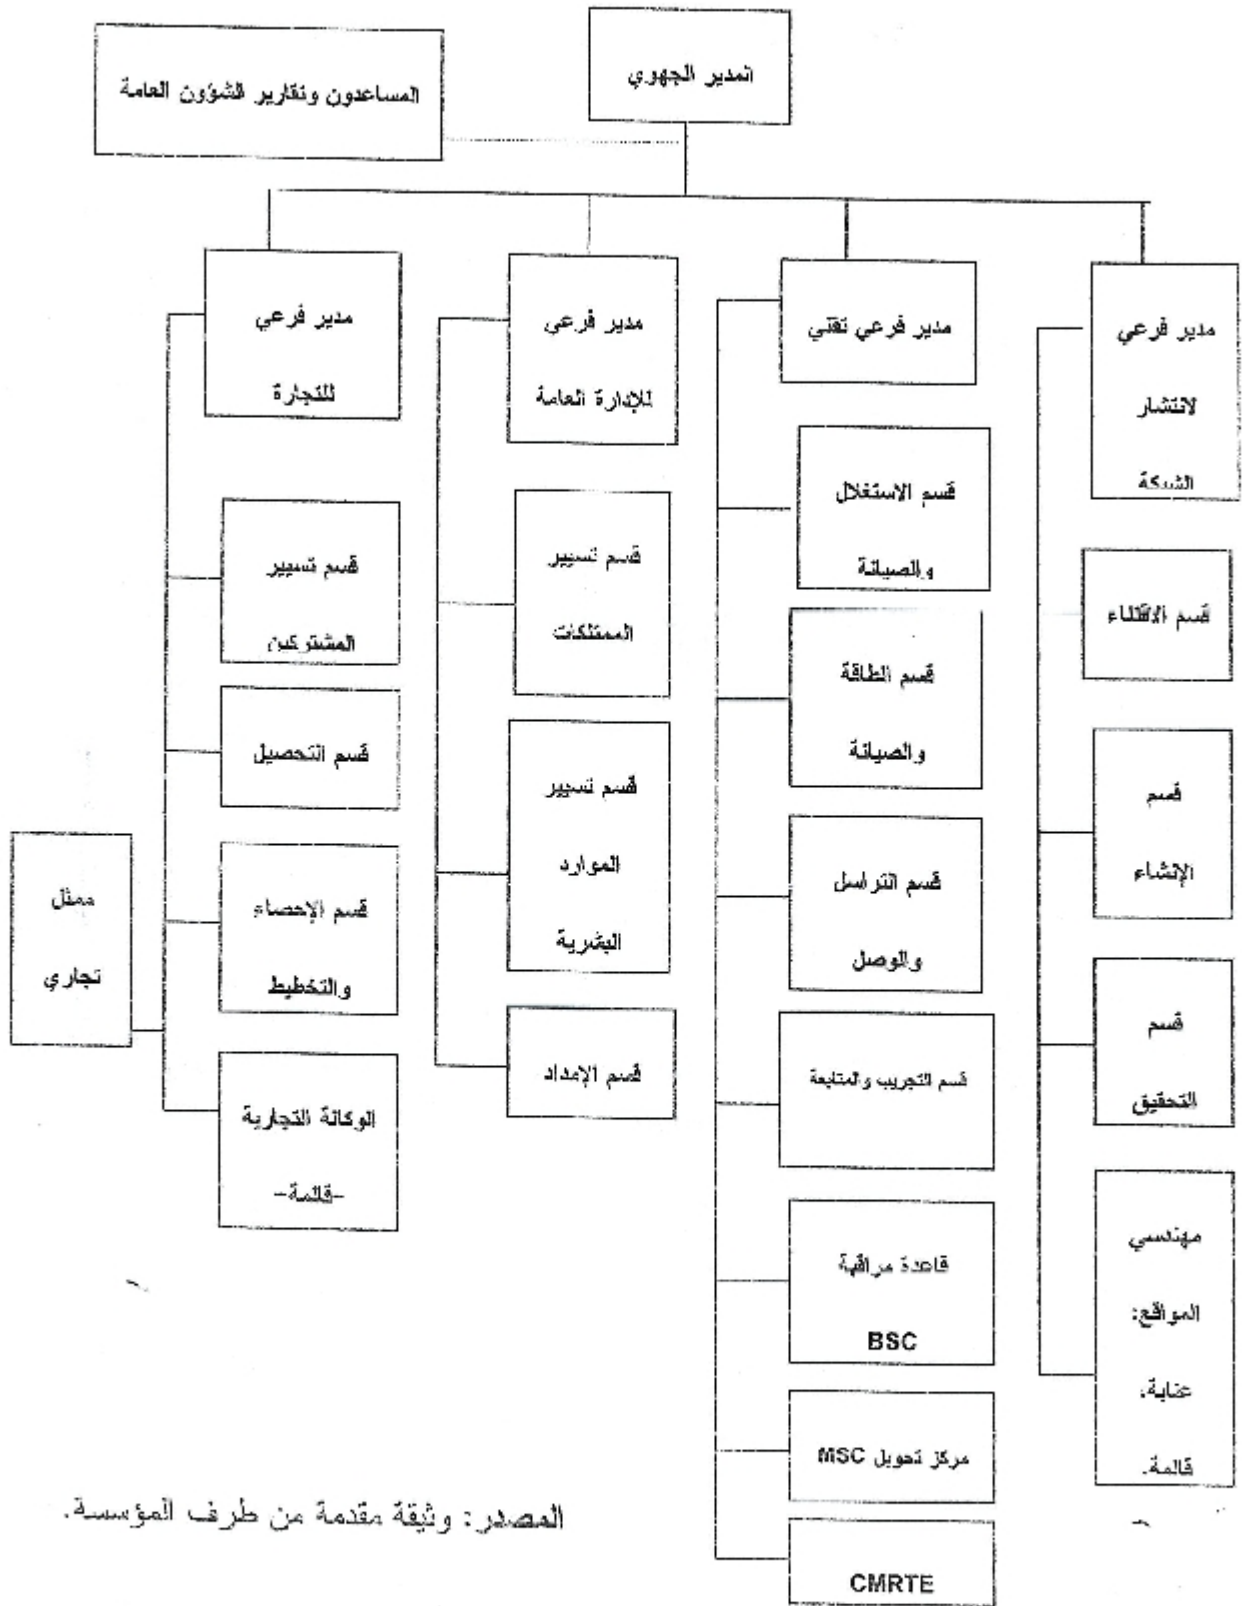 المدير الجهوي
المساعدون وتقارير الشؤون العامة
مدير فرعي
لانتشار
الشبكة
قسم الاقتناء
قسم
الإنشاء
قسم
التحقيق
مهندسي
المواقع:
عنابة،
قالمة.
مدير فرعي تقني
قسم الاستغلال
والصيانة
قسم الطاقة
والصيانة
قسم التراسل
والوصل
قسم التجريب والمتابعة
قاعدة مراقبة
BSC
مركز تحويل MSC
CMRTE
مدير فرعي
للإدارة العامة
قسم تسيير
الممتلكات
قسم تسيير
الموارد
البشرية
قسم الإمداد
مدير فرعي
للتجارة
قسم تسيير
المشتركين
قسم التحصيل
قسم الإحصاء
والتخطيط
الوكالة التجارية
-قالمة-
ممثل
تجاري
المصدر: وثيقة مقدمة من طرف المؤسسة.